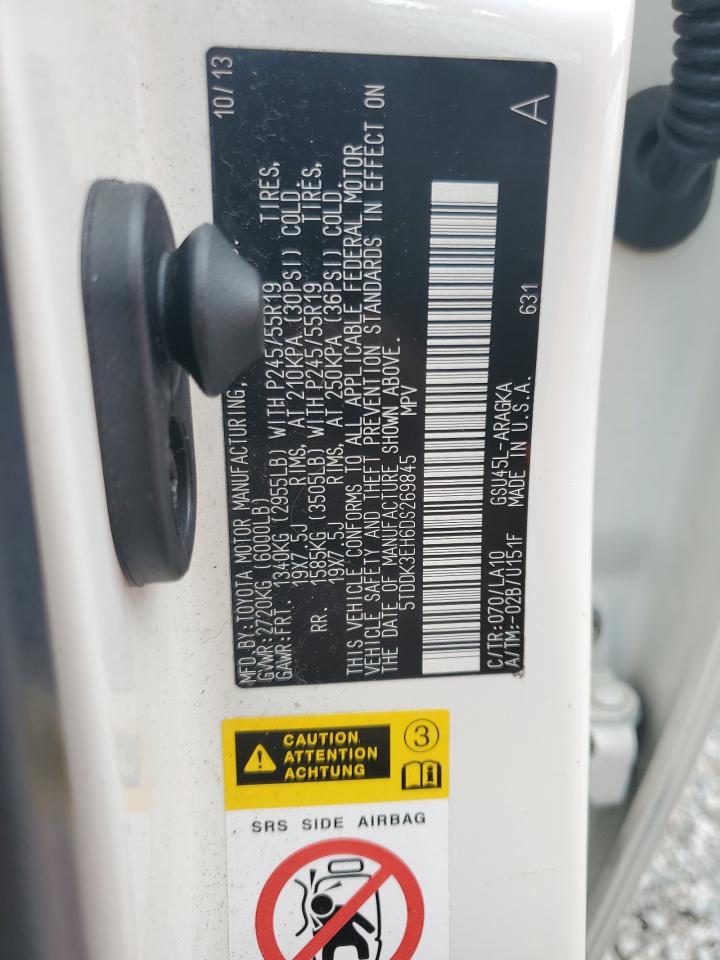 MFD.BY:TOYOTA MOTOR MANUFACTURING, 10/13
GVWR:2720KG (6000LB)
GAWR:FRT. 1340KG (2955LB) WITH P245/55R19 TIRES,
19X7.5J RIMS, AT 210KPA (30PSI) COLD.
RR. 1585KG (3505LB) WITH P245/55R19 TIRES,
19X7.5J RIMS, AT 250KPA (36PSI) COLD.
THIS VEHICLE CONFORMS TO ALL APPLICABLE FEDERAL MOTOR
VEHICLE SAFETY AND THEFT PREVENTION STANDARDS IN EFFECT ON
THE DATE OF MANUFACTURE SHOWN ABOVE.
5TDDK3EH6DS269845 MPV
C/TR:070/LA10 GSU45L-ARAGKA 631
A/TM:-02B/U151F MADE IN U.S.A.
A
CAUTION
ATTENTION
ACHTUNG
3
SRS SIDE AIRBAG